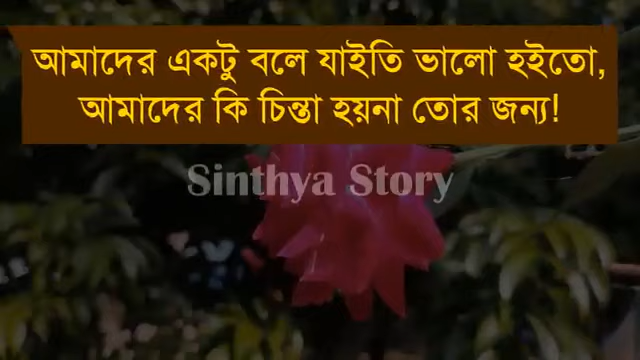 আমাদের একটু বলে যাইতি ভালো হইতো,
আমাদের কি চিন্তা হয়না তোর জন্য!
Sinthya Story